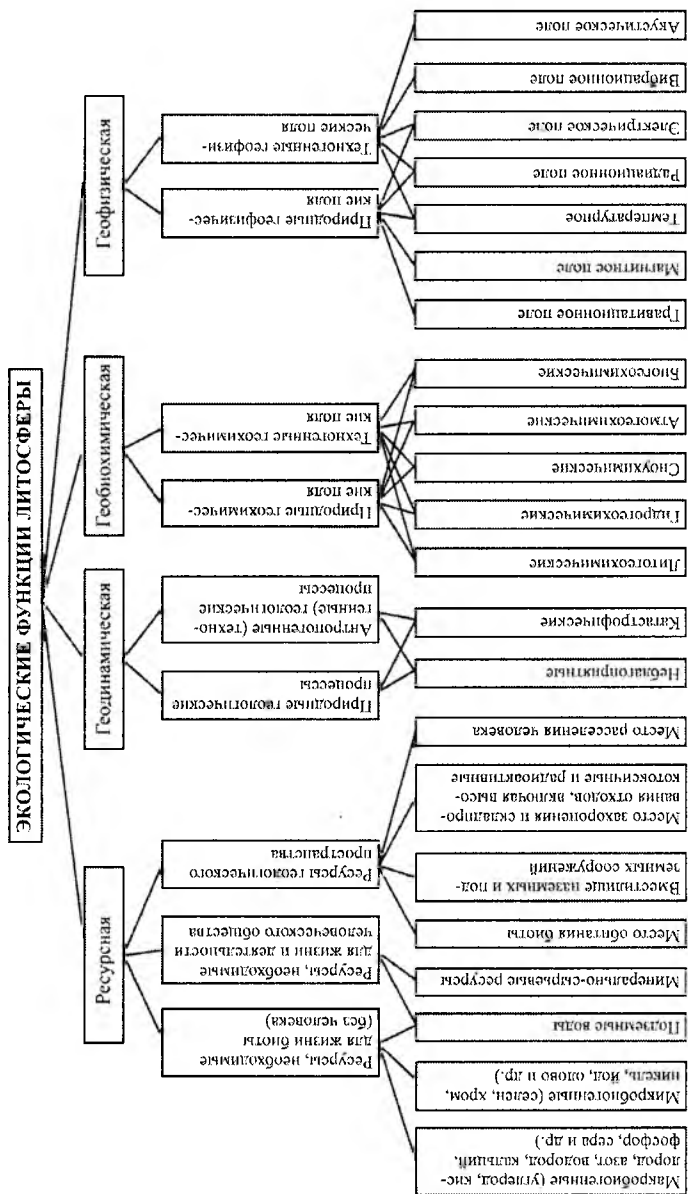 ЭКОЛОГИЧЕСКИЕ ФУНКЦИИ ЛИТОСФЕРЫ
Ресурсная
Геодинамическая
Геобиохимическая
Геофизическая
Ресурсы, необходимые
для жизни биоты
(без человека)
Ресурсы, необходимые
для жизни и деятельности
человеческого общества
Ресурсы геологического
пространства
Природные геологические
процессы
Антропогенные (техно-
генные) геологические
процессы
Природные геохимичес-
кие поля
Техногенные геохимичес-
кие поля
Природные геофизичес-
кие поля
Техногенные геофизи-
ческие поля
Макробиогенные (углерод, кис-
лород, азот, водород, кальций,
фосфор, сера и др.)
Микробиогенные (селен, хром,
никель, йод, олово и др.)
Подземные воды
Минерально-сырьевые ресурсы
Место обитания биоты
Вместилище наземных и под-
земных сооружений
Место захоронения и складиро-
вания отходов, включая высо-
котоксичные и радиоактивные
Место расселения человека
Неблагоприятные
Катастрофические
Литогеохимические
Гидрогеохимические
Сноухимические
Атмогеохимические
Биогеохимические
Гравитационное поле
Магнитное поле
Температурное
Радиационное поле
Электрическое поле
Вибрационное поле
Акустическое поле